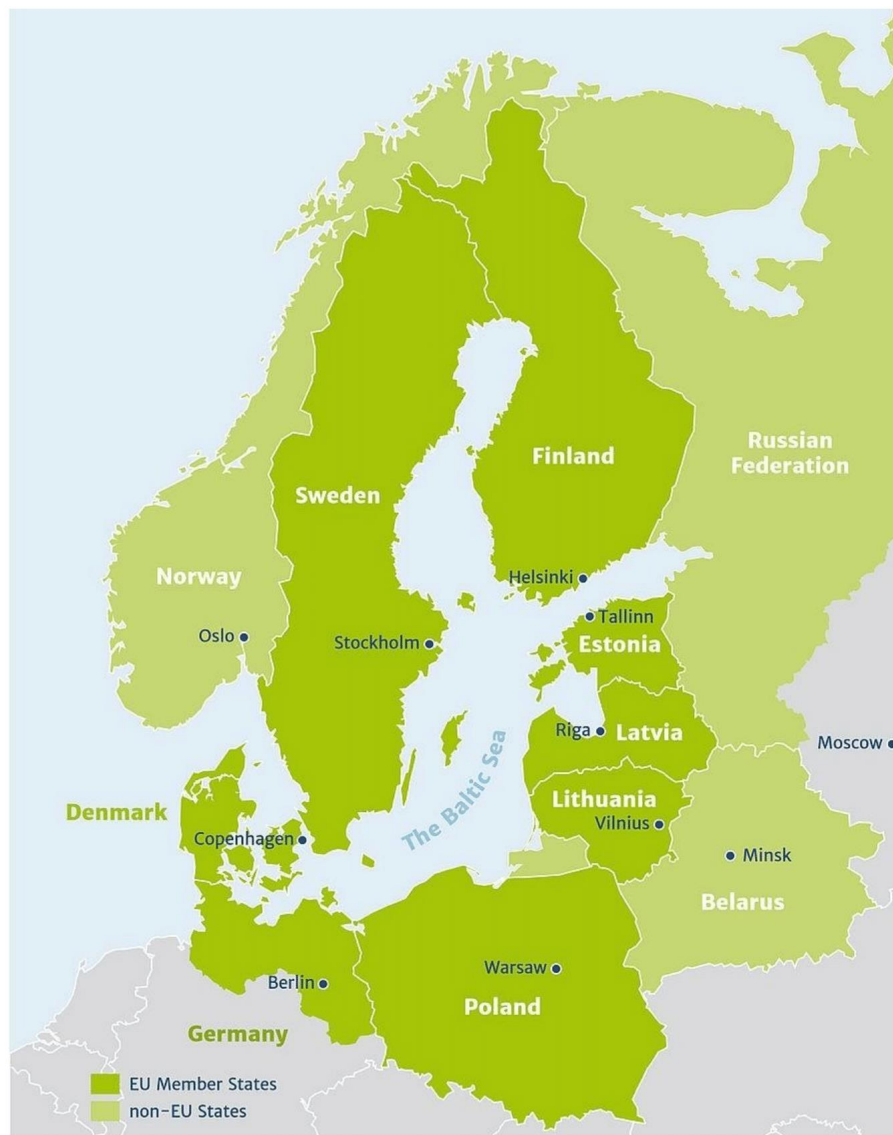 Finland
Russian
Federation
Sweden
Norway
Helsinki
Oslo
Stockholm
Tallinn
Estonia
Riga
Latvia
Moscow
The Baltic Sea
Denmark
Lithuania
Vilnius
Copenhagen
Minsk
Belarus
Warsaw
Berlin
Poland
Germany
EU Member States
non-EU States